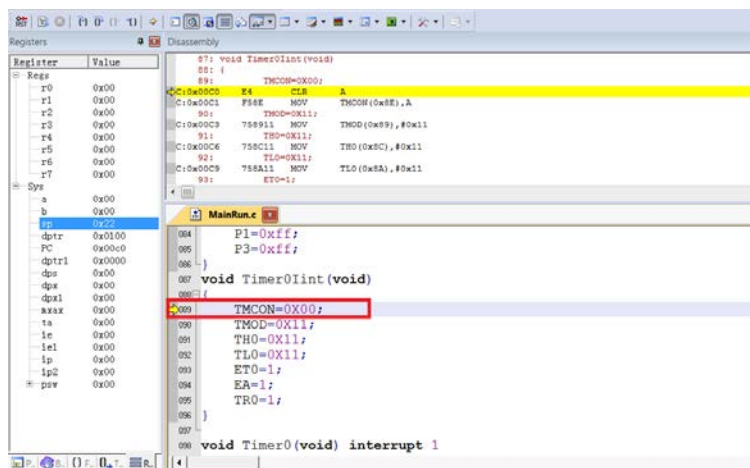 Registers
Register Value
Regs
r0 0x00
r1 0x00
r2 0x00
r3 0x00
r4 0x00
r5 0x00
r6 0x00
r7 0x00
Sys
a 0x00
b 0x00
sp 0x22
dptr 0x0100
PC 0x00c0
dptr1 0x0000
dps 0x00
dpx 0x00
dpx1 0x00
mxax 0x00
ta 0x00
ie 0x00
ie1 0x00
ip 0x00
ip2 0x00
psw 0x00
Disassembly
87: void Timer0Iint(void)
88: {
89: TMCON=0X00;
C:0x00C0 E4 CLR A
C:0x00C1 F58E MOV TMCON(0x8E),A
90: TMOD=0X11;
C:0x00C3 758911 MOV TMOD(0x89),#0x11
91: TH0=0X11;
C:0x00C6 758C11 MOV TH0(0x8C),#0x11
92: TL0=0X11;
C:0x00C9 758A11 MOV TL0(0x8A),#0x11
93: ET0=1;
MainRun.c
084 P1=0xff;
085 P3=0xff;
086 }
087 void Timer0Iint(void)
088 {
089 TMCON=0X00;
090 TMOD=0X11;
091 TH0=0X11;
092 TL0=0X11;
093 ET0=1;
094 EA=1;
095 TR0=1;
096 }
097
098 void Timer0(void) interrupt 1
P... B... {} F... 0 T... R...